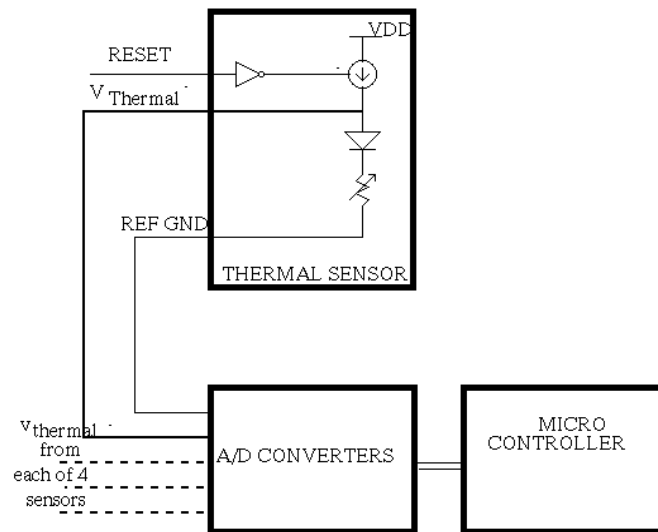 VDD
RESET
V Thermal
REF GND
THERMAL SENSOR
vthermal
from
each of 4
sensors
A/D CONVERTERS
MICRO
CONTROLLER